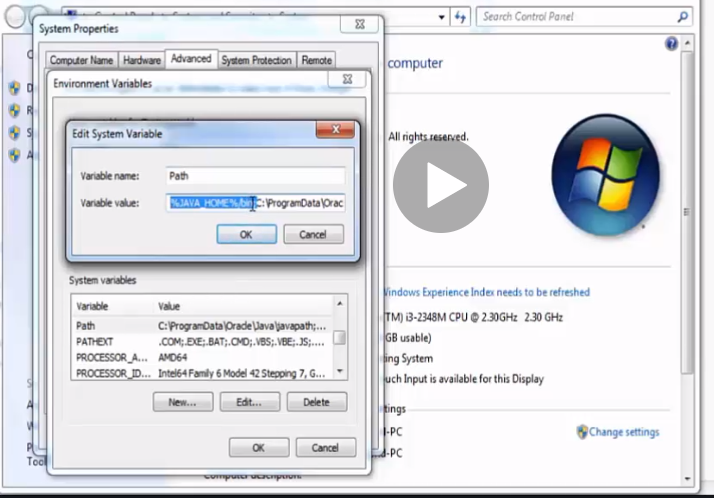 Search Control Panel
System Properties
Computer Name Hardware Advanced System Protection Remote
computer
Environment Variables
Edit System Variable
All rights reserved.
Variable name: Path
Variable value: %JAVA_HOME%/bin;C:\ProgramData\Orac
OK Cancel
System variables
Windows Experience Index needs to be refreshed
Variable Value
Path C:\ProgramData\Oracle\Java\javapath;...
TM) i3-2348M CPU @ 2.30GHz 2.30 GHz
PATHEXT .COM;.EXE;.BAT;.CMD;.VBS;.VBE;.JS;....
GB usable)
PROCESSOR_A... AMD64
ing System
PROCESSOR_ID... Intel64 Family 6 Model 42 Stepping 7, G...
uch Input is available for this Display
New... Edit... Delete
tings
-PC
Change settings
OK Cancel
d-PC
Computer description: